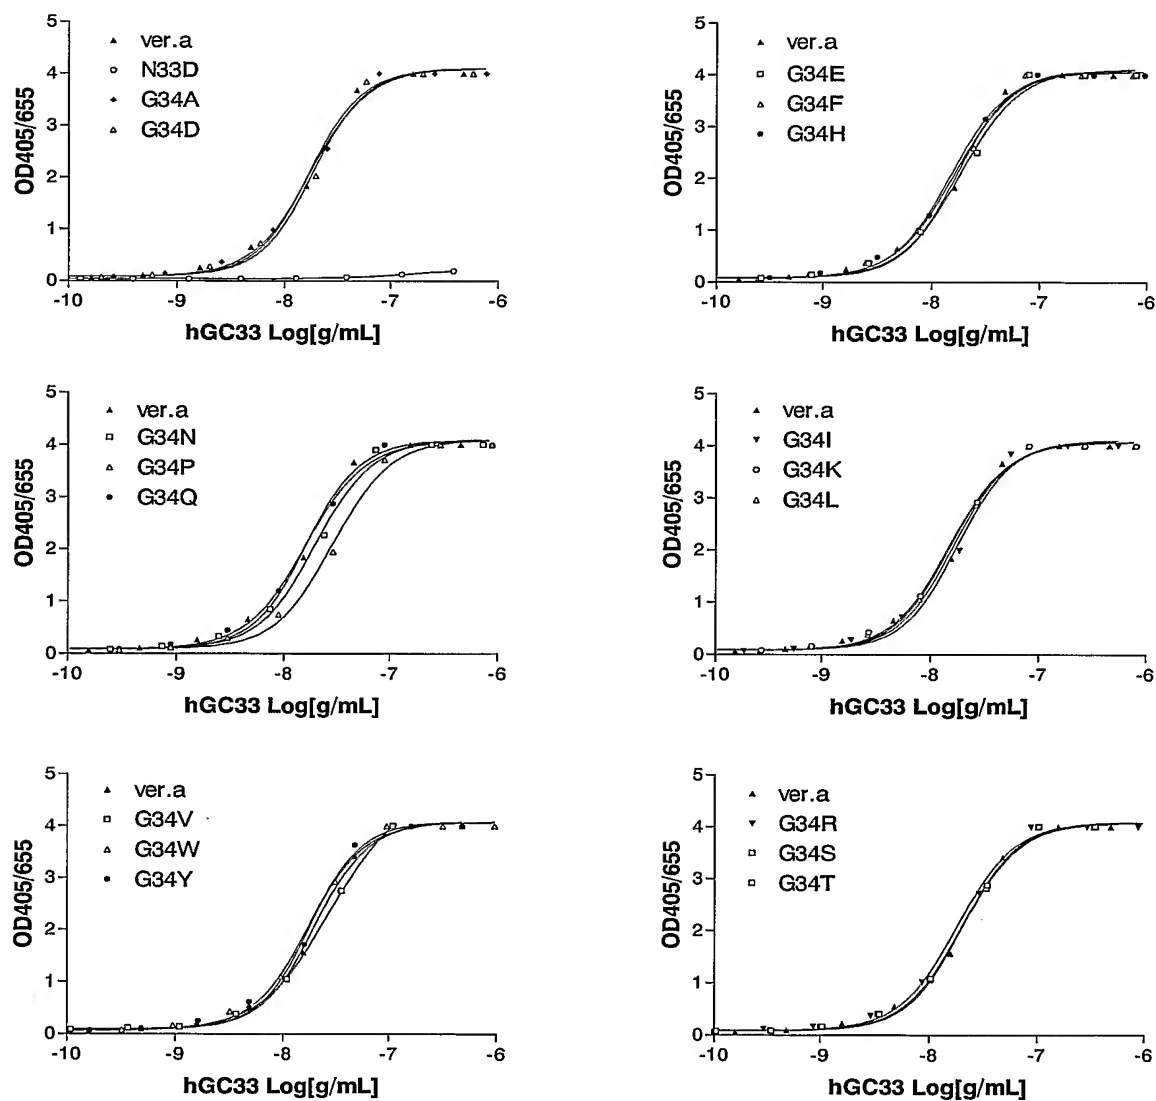 5
4
3
2
1
0
OD405/655
ver.a
N33D
G34A
G34D
-10
-9
-8
-7
-6
hGC33 Log[g/mL]
5
4
3
2
1
0
OD405/655
ver.a
G34E
G34F
G34H
-10
-9
-8
-7
-6
hGC33 Log[g/mL]
5
4
3
2
1
0
OD405/655
ver.a
G34N
G34P
G34Q
-10
-9
-8
-7
-6
hGC33 Log[g/mL]
5
4
3
2
1
0
OD405/655
ver.a
G34I
G34K
G34L
-10
-9
-8
-7
-6
hGC33 Log[g/mL]
5
4
3
2
1
0
OD405/655
ver.a
G34V
G34W
G34Y
-10
-9
-8
-7
-6
hGC33 Log[g/mL]
5
4
3
2
1
0
OD405/655
ver.a
G34R
G34S
G34T
-10
-9
-8
-7
-6
hGC33 Log[g/mL]